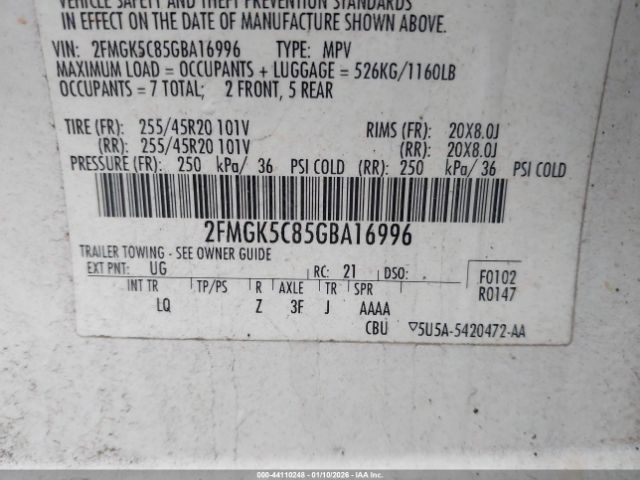 VEHICLE SAFETY AND THEFT PREVENTION STANDARDS
IN EFFECT ON THE DATE OF MANUFACTURE SHOWN ABOVE.
VIN: 2FMGK5C85GBA16996 TYPE: MPV
MAXIMUM LOAD = OCCUPANTS + LUGGAGE = 526KG/1160LB
OCCUPANTS = 7 TOTAL; 2 FRONT, 5 REAR
TIRE (FR): 255/45R20 101V RIMS (FR): 20X8.0J
(RR): 255/45R20 101V (RR): 20X8.0J
PRESSURE (FR): 250 kPa/ 36 PSI COLD (RR): 250 kPa/ 36 PSI COLD
2FMGK5C85GBA16996
TRAILER TOWING - SEE OWNER GUIDE
EXT PNT: UG RC: 21 DSO: F0102
INT TR TP/PS R AXLE TR SPR R0147
LQ Z 3F J AAAA
CBU ▽5U5A-5420472-AA
000-44110248 - 01/10/2026 - IAAI.COM